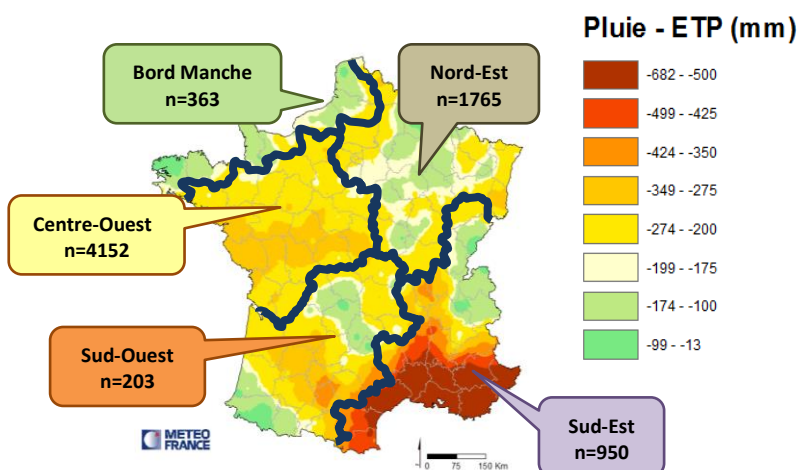 Pluie - ETP (mm)
Bord Manche
n=363
Nord-Est
n=1765
-682 - -500
-499 - -425
-424 - -350
-349 - -275
-274 - -200
-199 - -175
-174 - -100
-99 - -13
Centre-Ouest
n=4152
Sud-Ouest
n=203
Sud-Est
n=950
METEO
FRANCE
0 75 150 Km